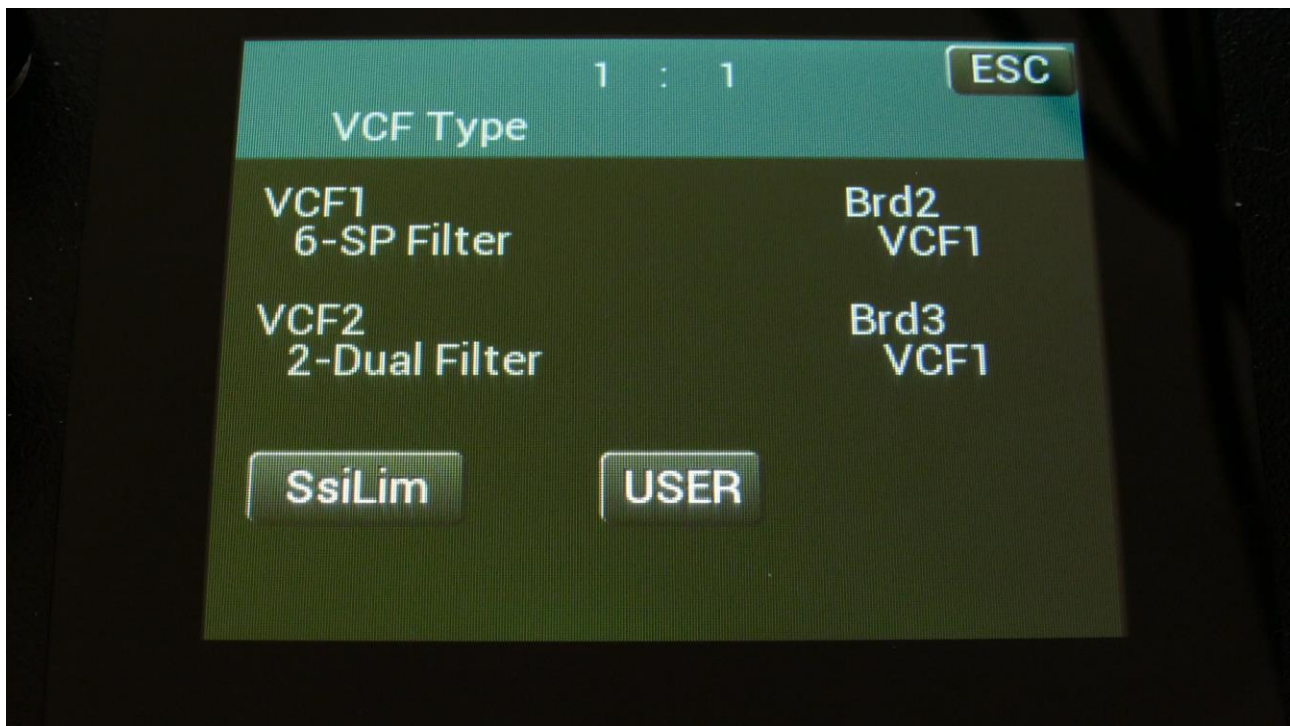 1 : 1
ESC
VCF Type
VCF1
6-SP Filter
Brd2
VCF1
VCF2
2-Dual Filter
Brd3
VCF1
SsiLim
USER